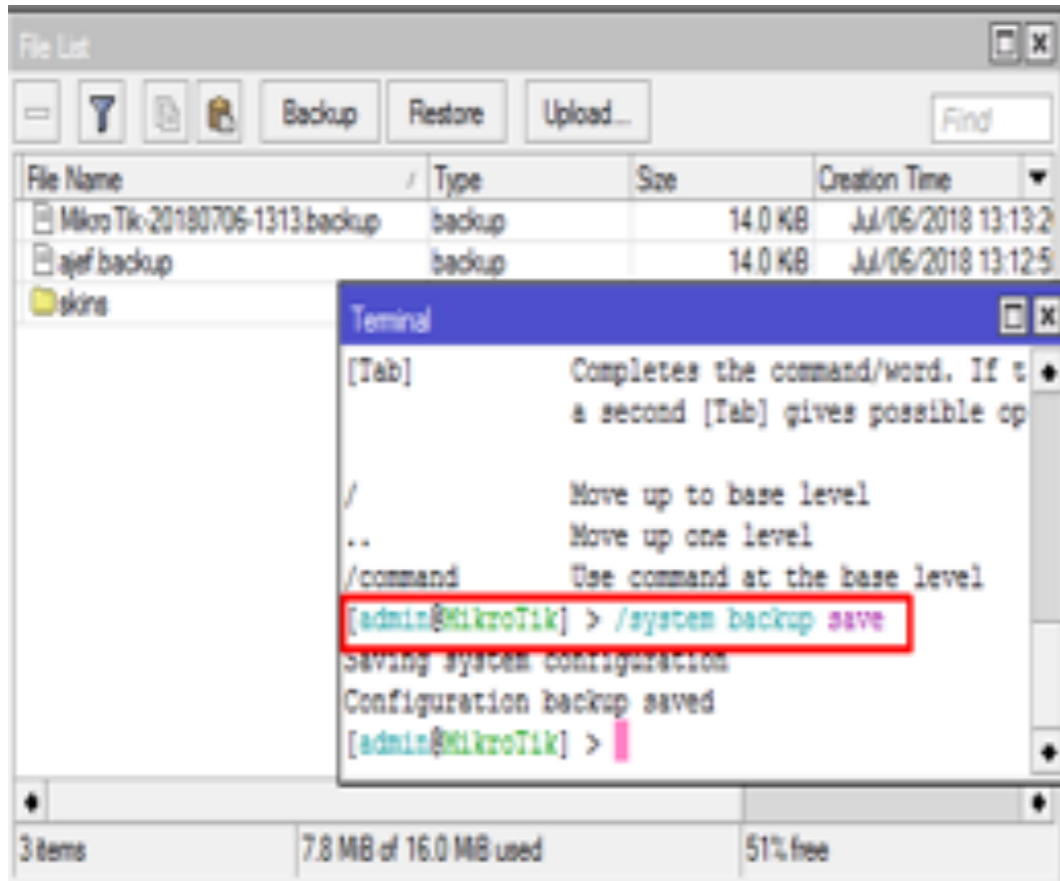 File List
Backup Restore Upload... Find
File Name Type Size Creation Time
MikroTik-20180706-1313.backup backup 14.0 KiB Jul/06/2018 13:13:2
ajef.backup backup 14.0 KiB Jul/06/2018 13:12:5
skins
Terminal
[Tab] Completes the command/word. If t
a second [Tab] gives possible op
/ Move up to base level
.. Move up one level
/command Use command at the base level
[admin@MikroTik] > /system backup save
Saving system configuration
Configuration backup saved
[admin@MikroTik] >
3 items 7.8 MiB of 16.0 MiB used 51% free